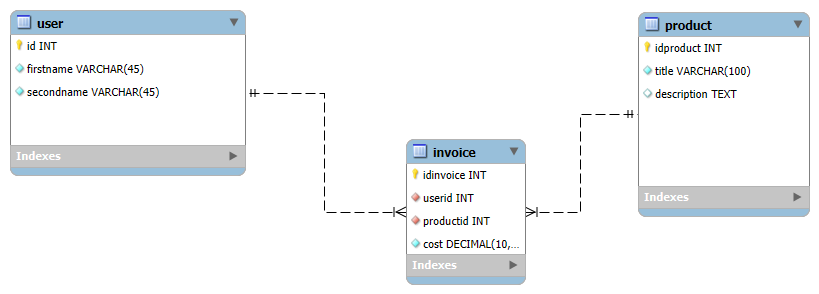 user
id INT
firstname VARCHAR(45)
secondname VARCHAR(45)
Indexes
product
idproduct INT
title VARCHAR(100)
description TEXT
Indexes
invoice
idinvoice INT
userid INT
productid INT
cost DECIMAL(10,...
Indexes